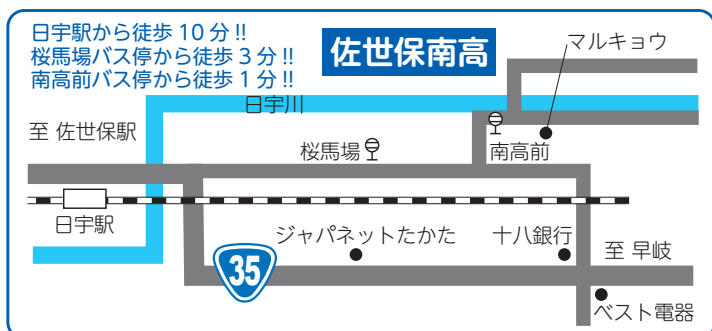 日宇駅から徒歩 10 分 !!
桜馬場バス停から徒歩 3 分 !!
南高前バス停から徒歩 1 分 !!
佐世保南高
マルキョウ
日宇川
至 佐世保駅
桜馬場
南高前
日宇駅
ジャパネットたかた
十八銀行
至 早岐
35
ベスト電器